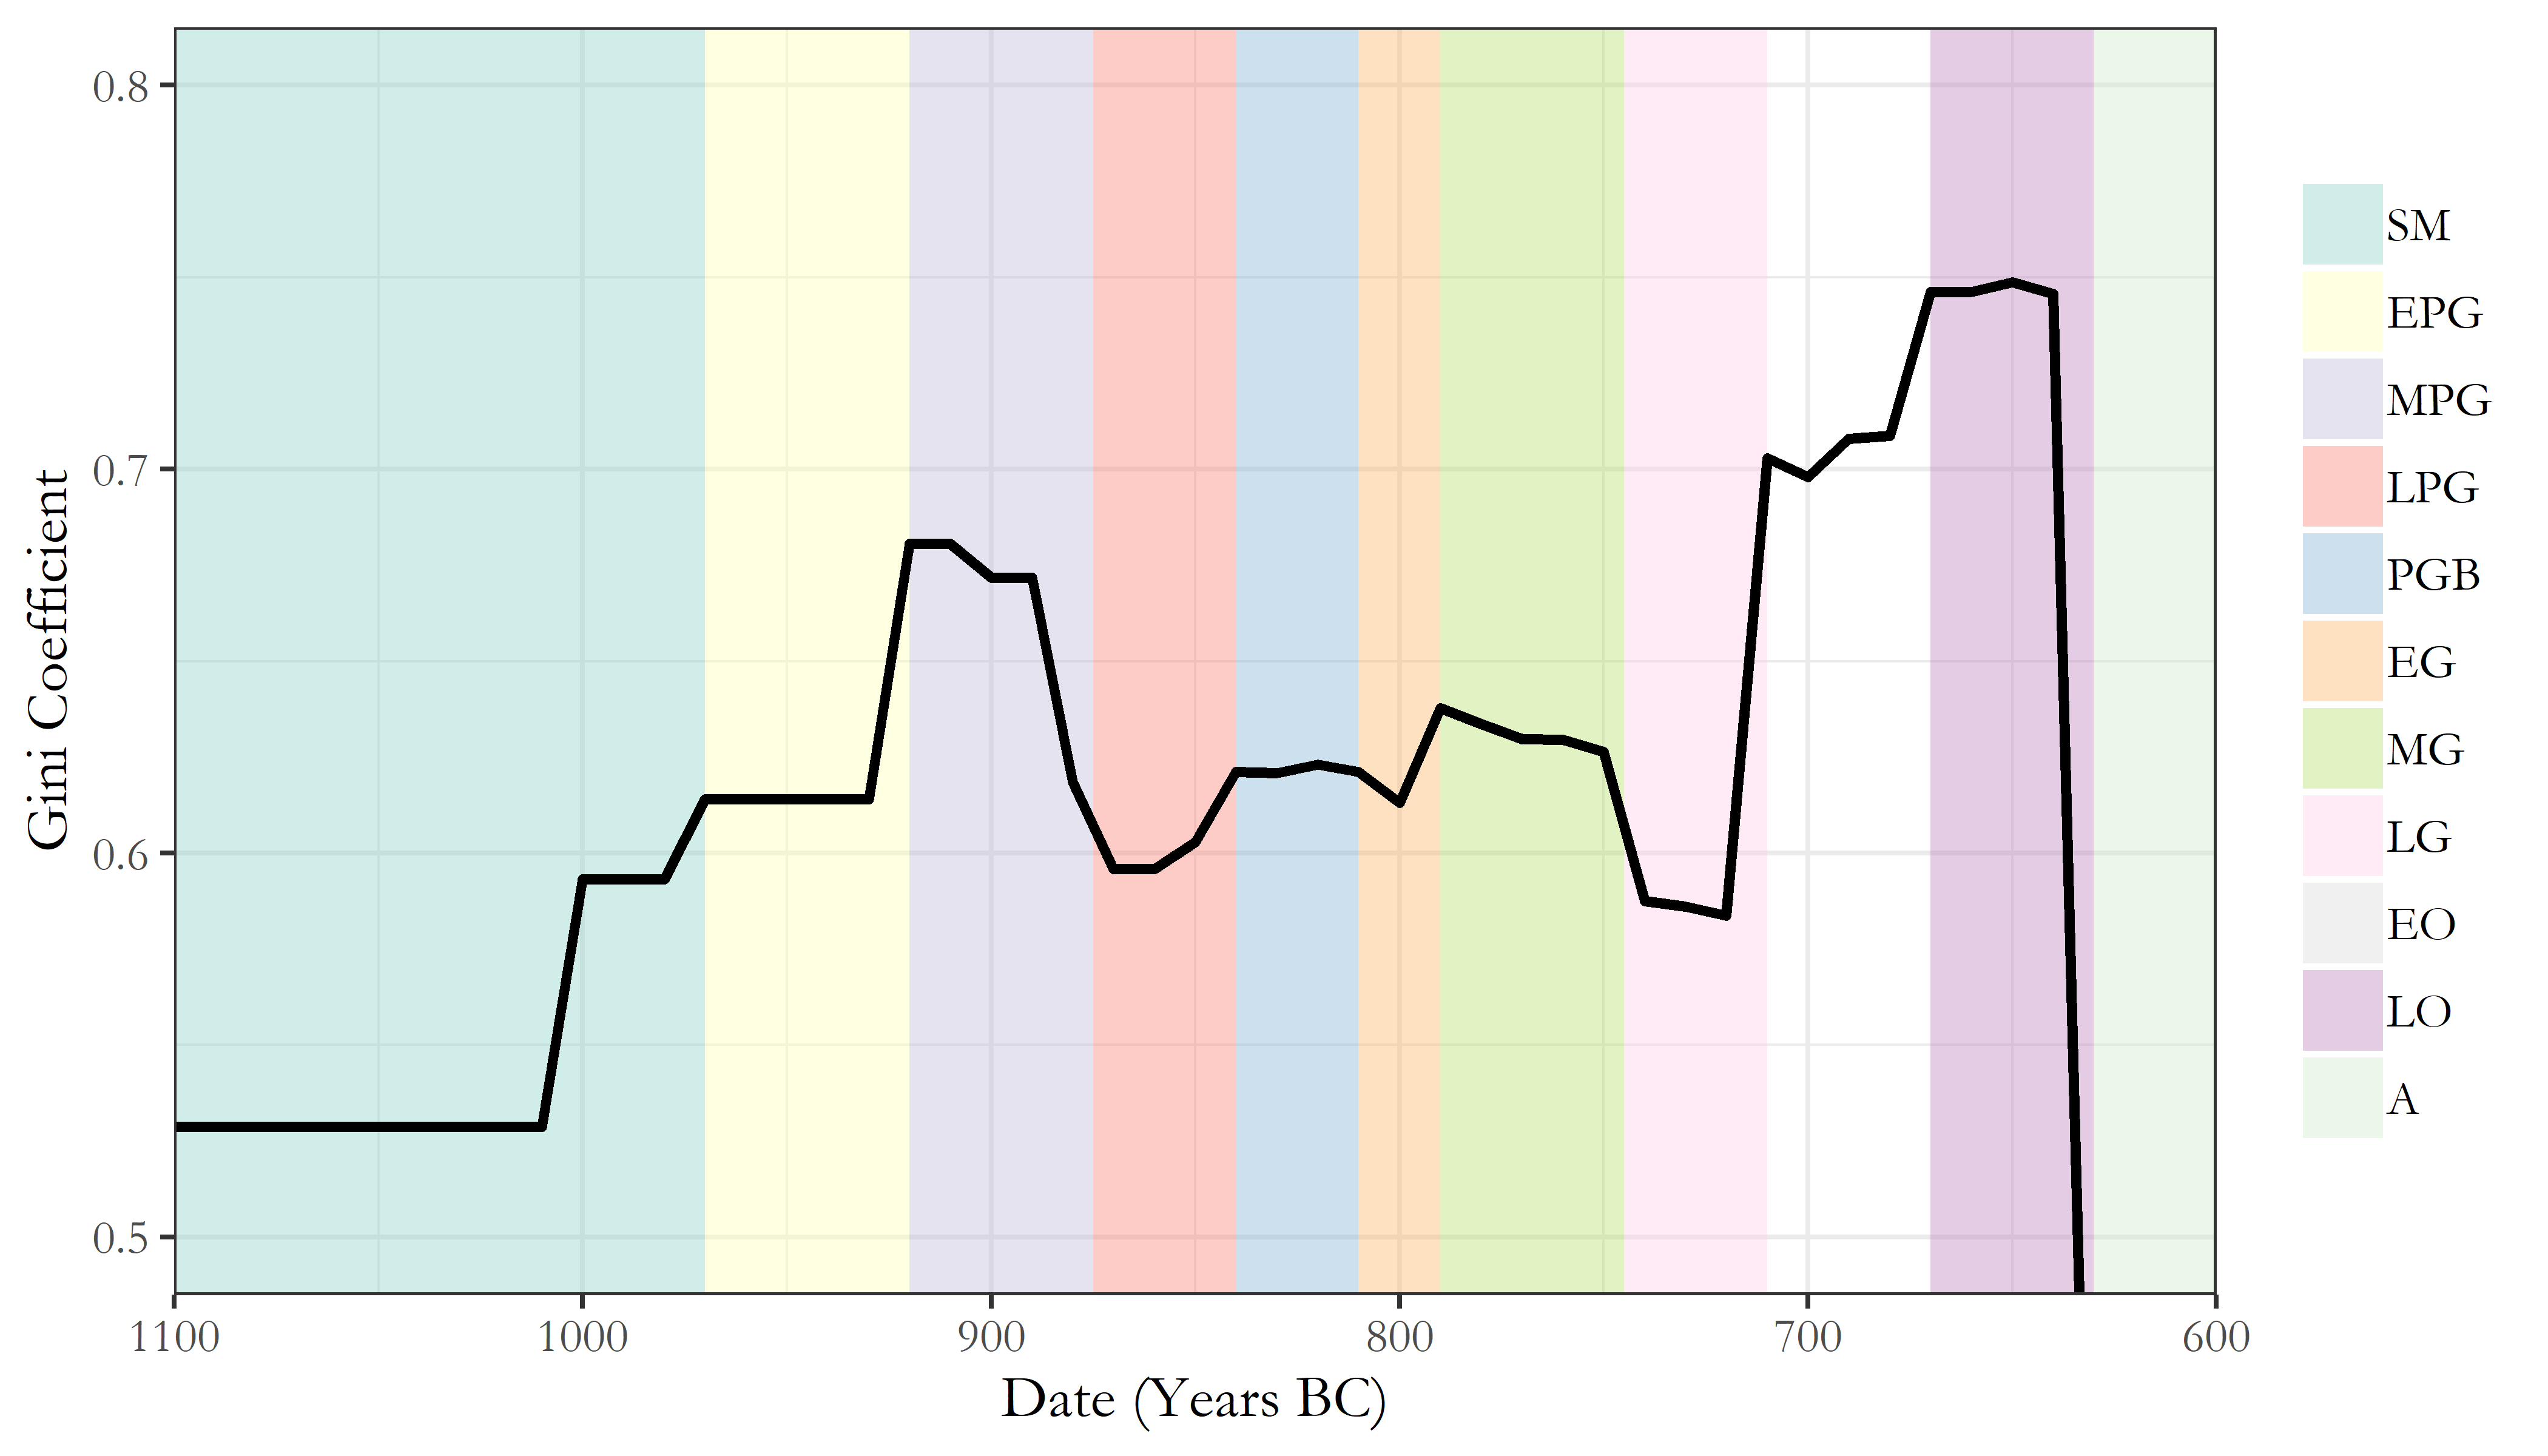 Gini Coefficient
0.8
0.7
0.6
0.5
1100 1000 900 800 700 600
Date (Years BC)
SM
EPG
MPG
LPG
PGB
EG
MG
LG
EO
LO
A